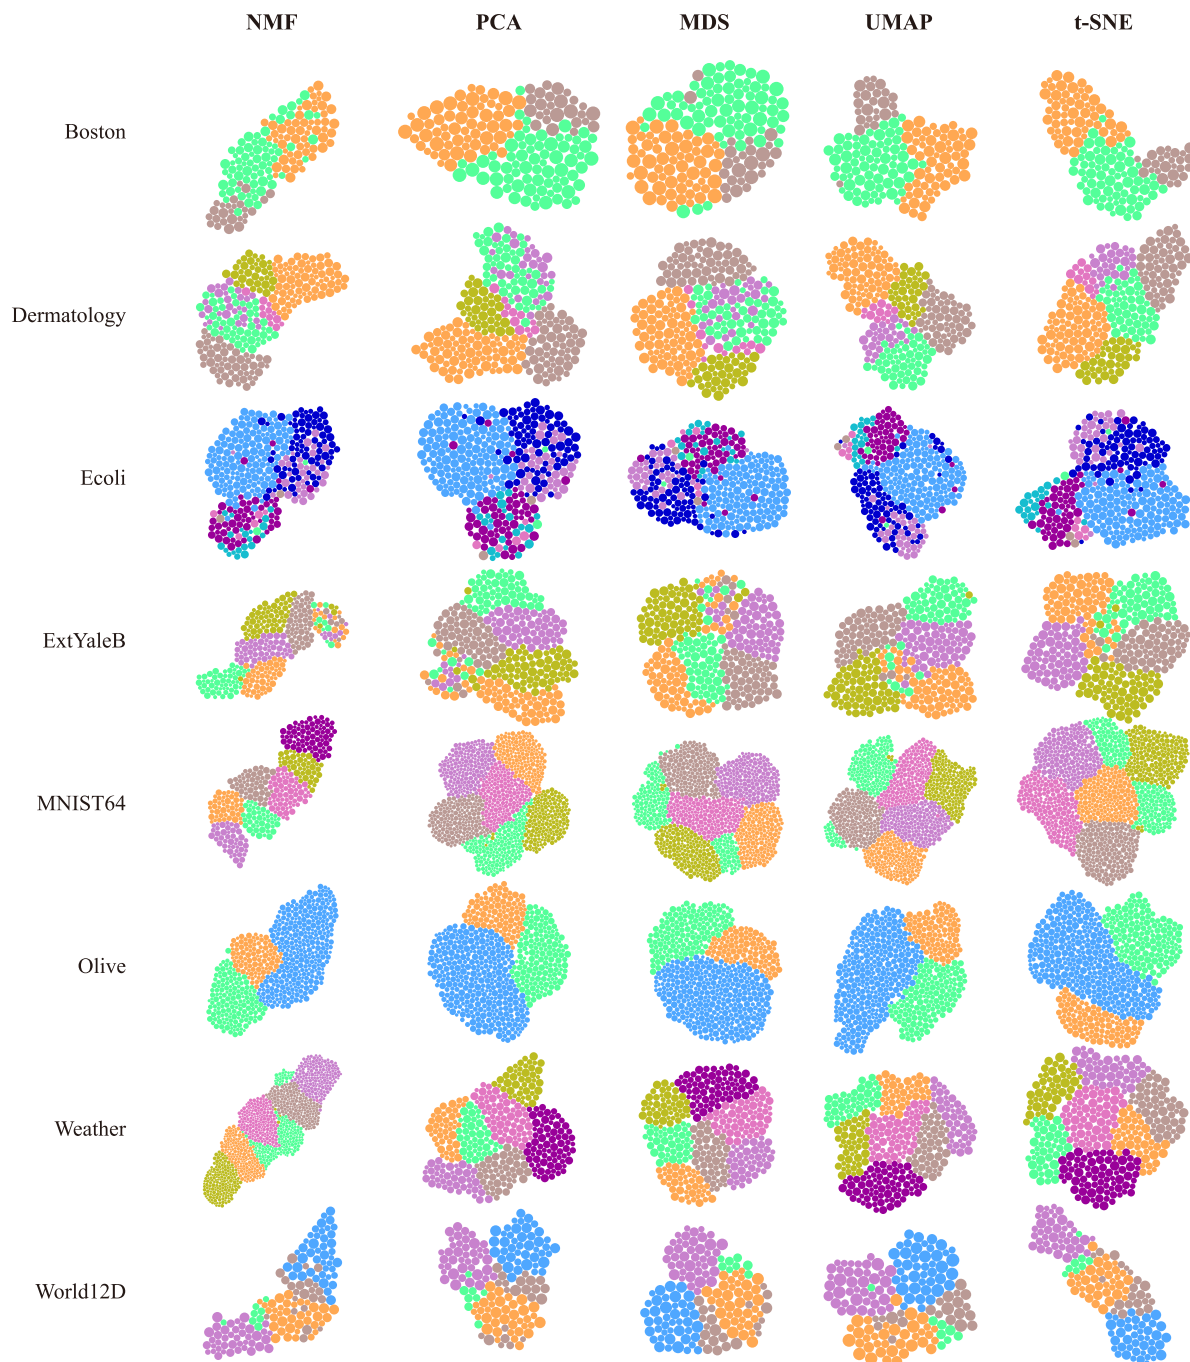 NMF PCA MDS UMAP t-SNE
Boston
Dermatology
Ecoli
ExtYaleB
MNIST64
Olive
Weather
World12D